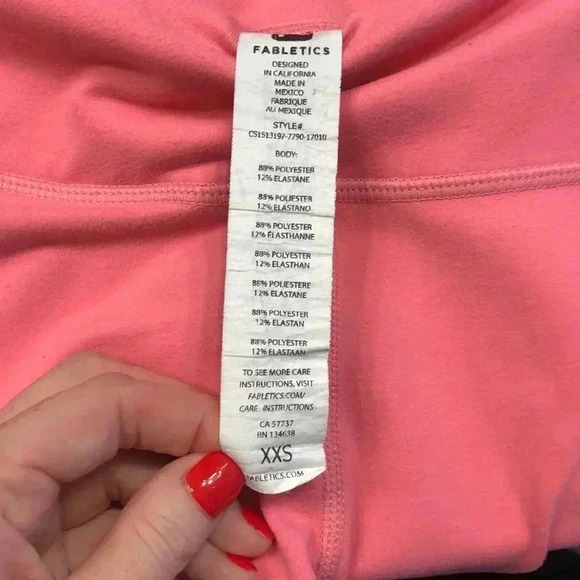 FABLETICS
DESIGNED
IN CALIFORNIA
MADE IN
MEXICO
FABRIQUE
AU MEXIQUE
STYLE#
CS1513197-7790-17010
BODY:
88% POLYESTER
12% ELASTANE
88% POLIESTER
12% ELASTANO
88% POLYESTER
12% ÉLASTHANNE
88% POLYESTER
12% ELASTHAN
88% POLIESTERE
12% ELASTANE
88% POLYESTER
12% ELASTAN
88% POLYESTER
12% ELASTAAN
TO SEE MORE CARE
INSTRUCTIONS, VISIT
FABLETICS.COM/
CARE INSTRUCTIONS
CA 57737
RN 134638
XXS
FABLETICS.COM